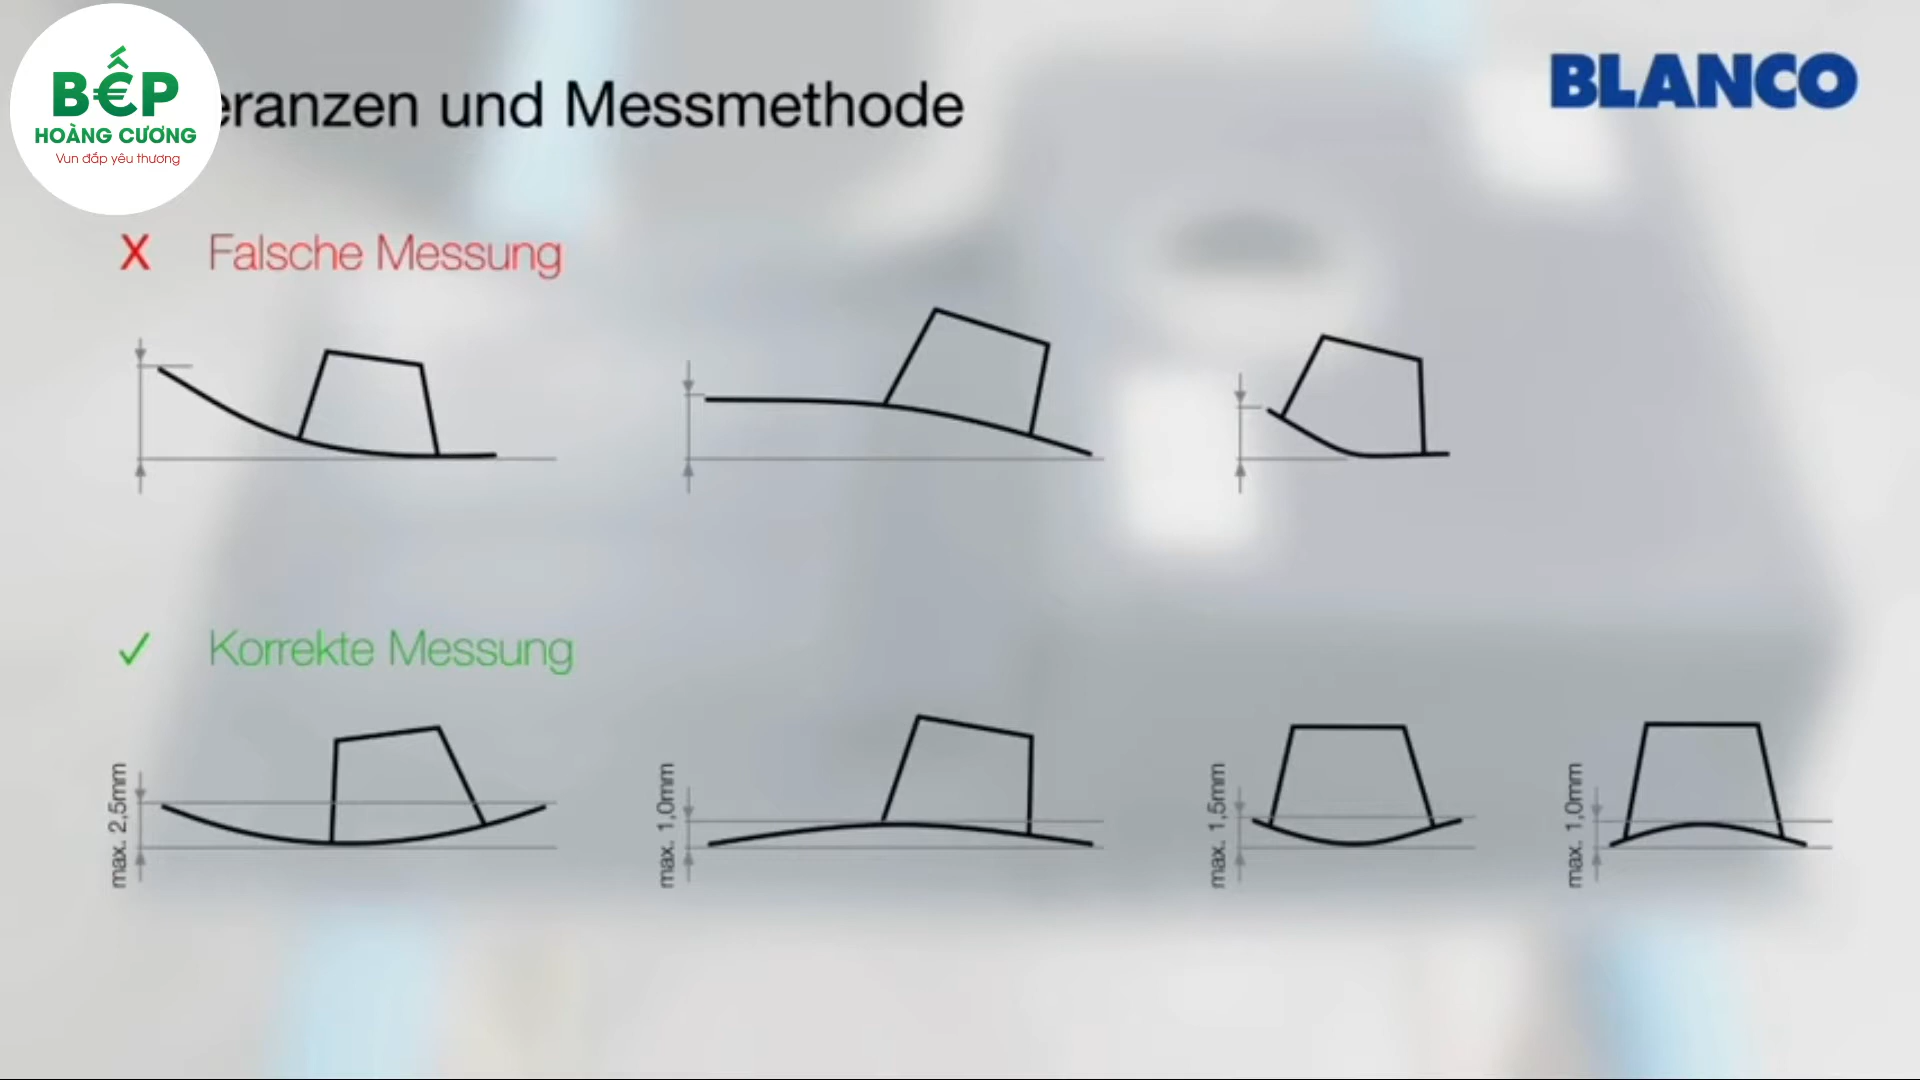 BẾP
HOÀNG CƯƠNG
Vun đắp yêu thương
eranzen und Messmethode
BLANCO
X Falsche Messung
✓ Korrekte Messung
max. 2,5mm
max. 1,0mm
max. 1,5mm
max. 1,0mm